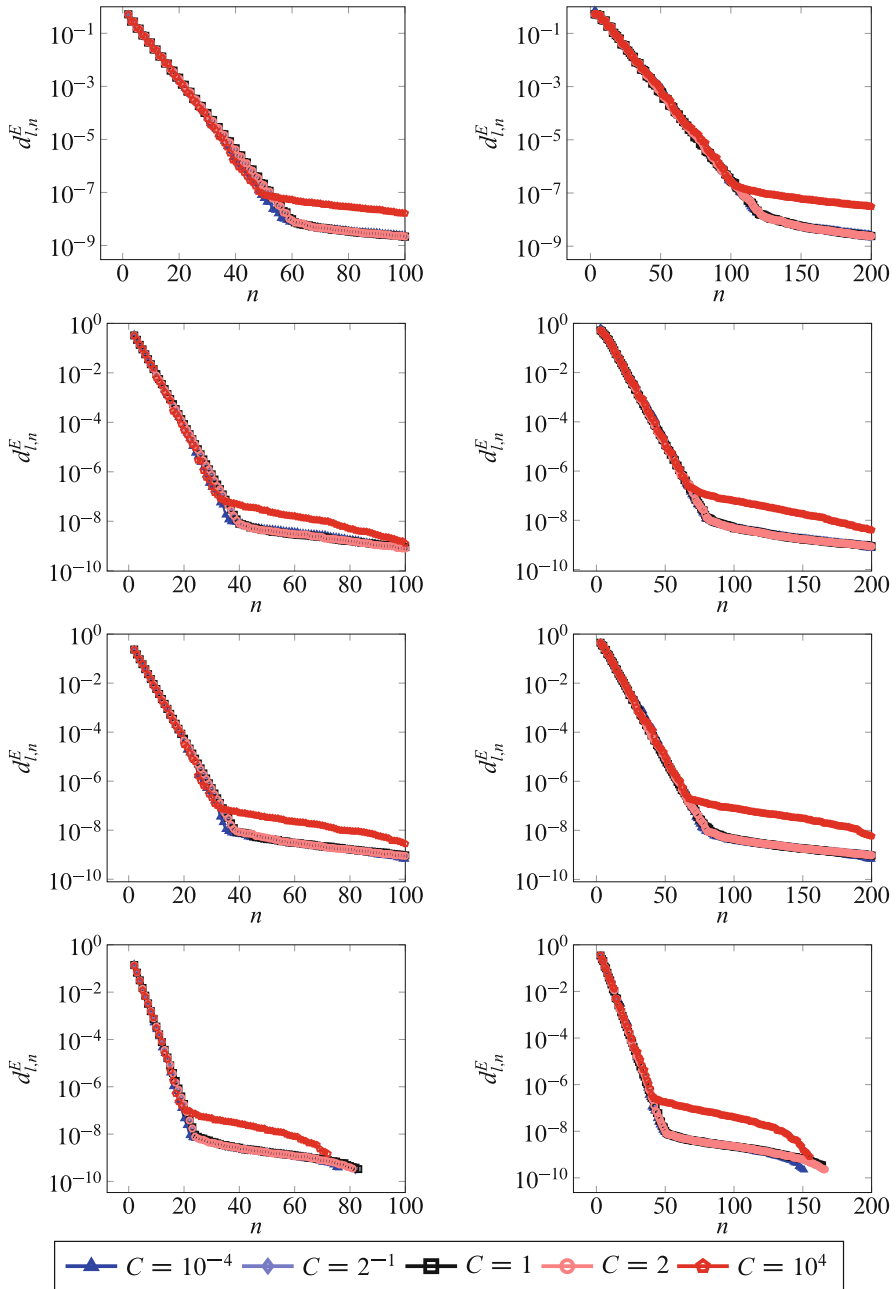 10^{-1} 10^{-1}
10^{-3} 10^{-3}
d^E_{l,n} d^E_{l,n}
10^{-5} 10^{-5}
10^{-7} 10^{-7}
10^{-9} 10^{-9}
0 20 40 60 80 100 0 50 100 150 200
n n
10^0 10^0
10^{-2} 10^{-2}
10^{-4} 10^{-4}
d^E_{l,n} d^E_{l,n}
10^{-6} 10^{-6}
10^{-8} 10^{-8}
10^{-10} 10^{-10}
0 20 40 60 80 100 0 50 100 150 200
n n
10^0 10^0
10^{-2} 10^{-2}
10^{-4} 10^{-4}
d^E_{l,n} d^E_{l,n}
10^{-6} 10^{-6}
10^{-8} 10^{-8}
10^{-10} 10^{-10}
0 20 40 60 80 100 0 50 100 150 200
n n
10^0 10^0
10^{-2} 10^{-2}
10^{-4} 10^{-4}
d^E_{l,n} d^E_{l,n}
10^{-6} 10^{-6}
10^{-8} 10^{-8}
10^{-10} 10^{-10}
0 20 40 60 80 100 0 50 100 150 200
n n
C = 10^{-4} C = 2^{-1} C = 1 C = 2 C = 10^4